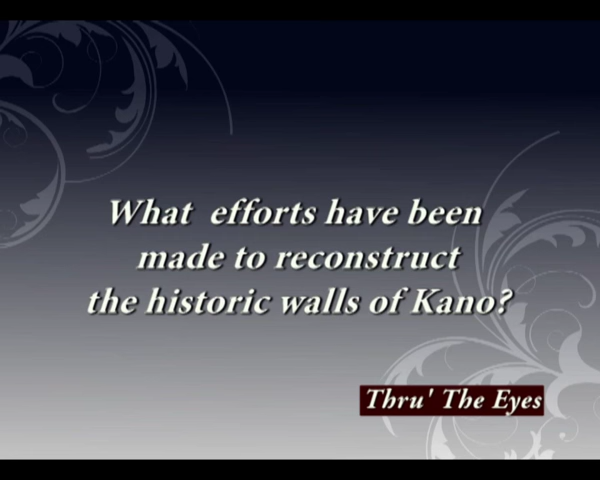 What efforts have been
made to reconstruct
the historic walls of Kano?
Thru' The Eyes